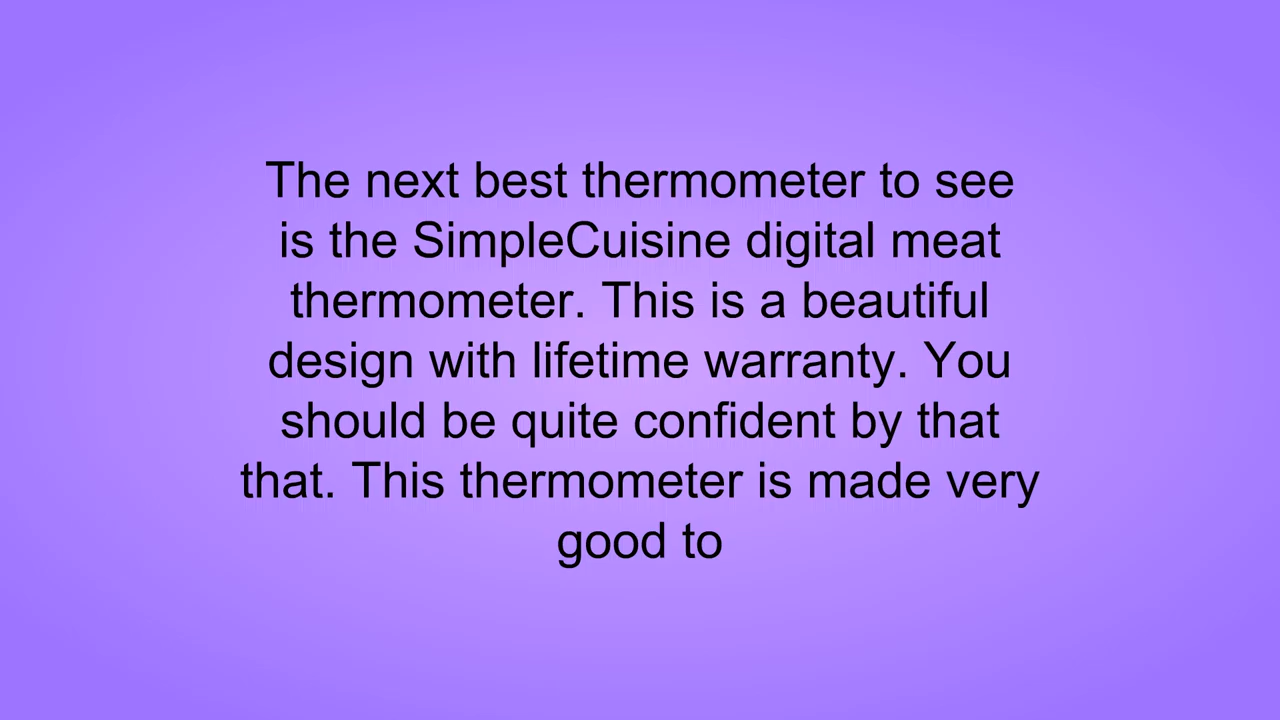 The next best thermometer to see
is the SimpleCuisine digital meat
thermometer. This is a beautiful
design with lifetime warranty. You
should be quite confident by that
that. This thermometer is made very
good to